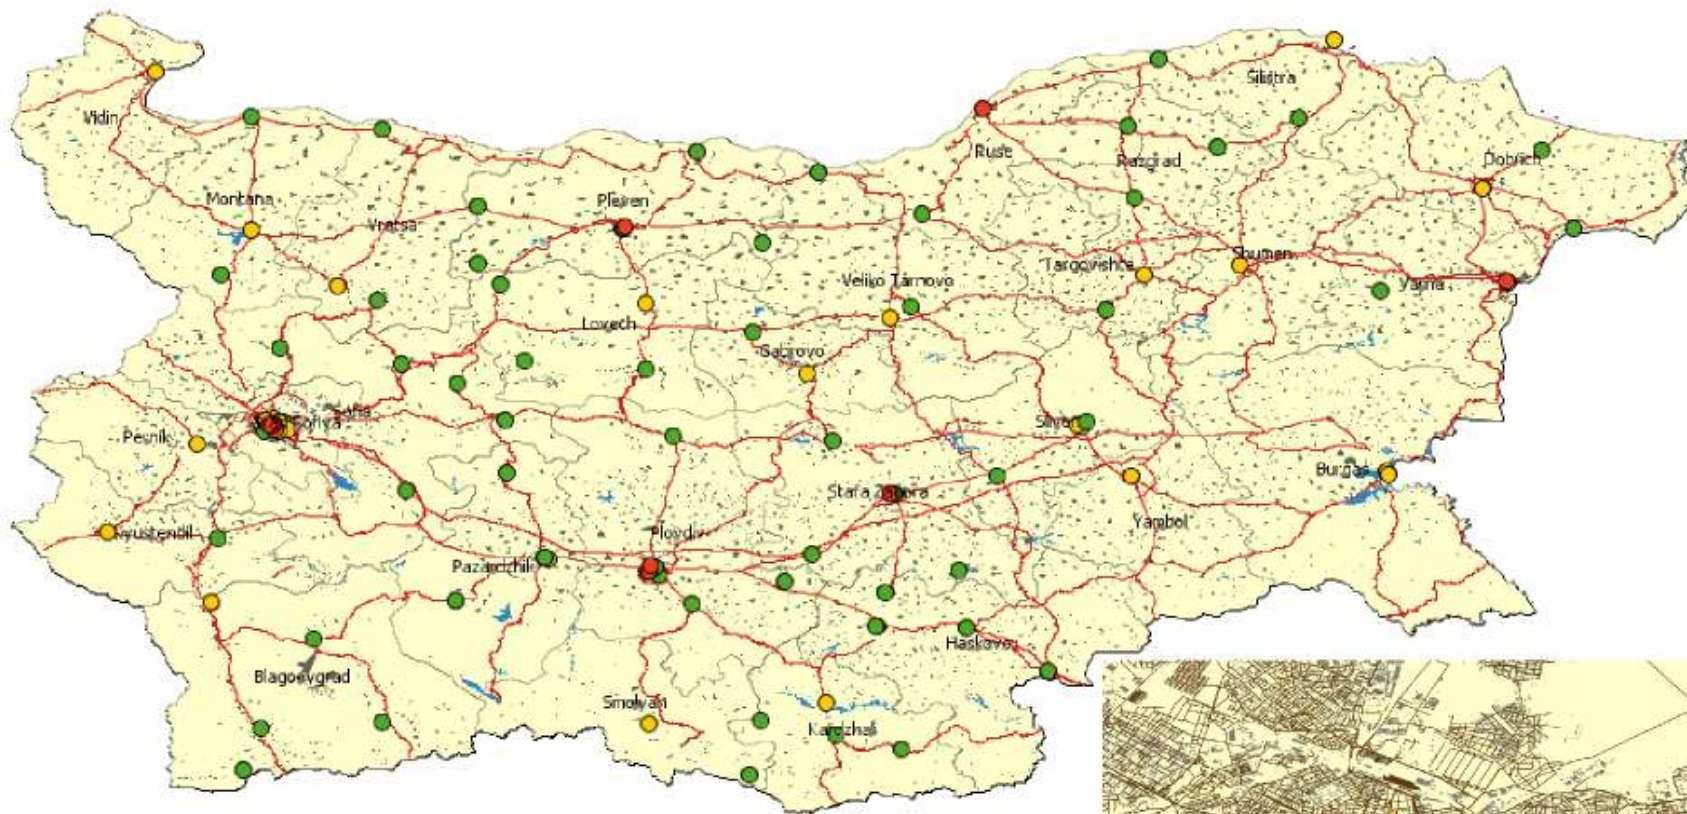 Vidin
Silistra
Ruse
Razgrad
Dobrich
Montana
Vratsa
Pleven
Targovishte
Shumen
Veliko Tarnovo
Varna
Lovech
Gabrovo
Sofia
Sofiya
Pernik
Sliven
Burgas
Stara Zagora
Yambol
Kyustendil
Plovdiv
Pazardzhik
Haskovo
Blagoevgrad
Smolyan
Kardzhali